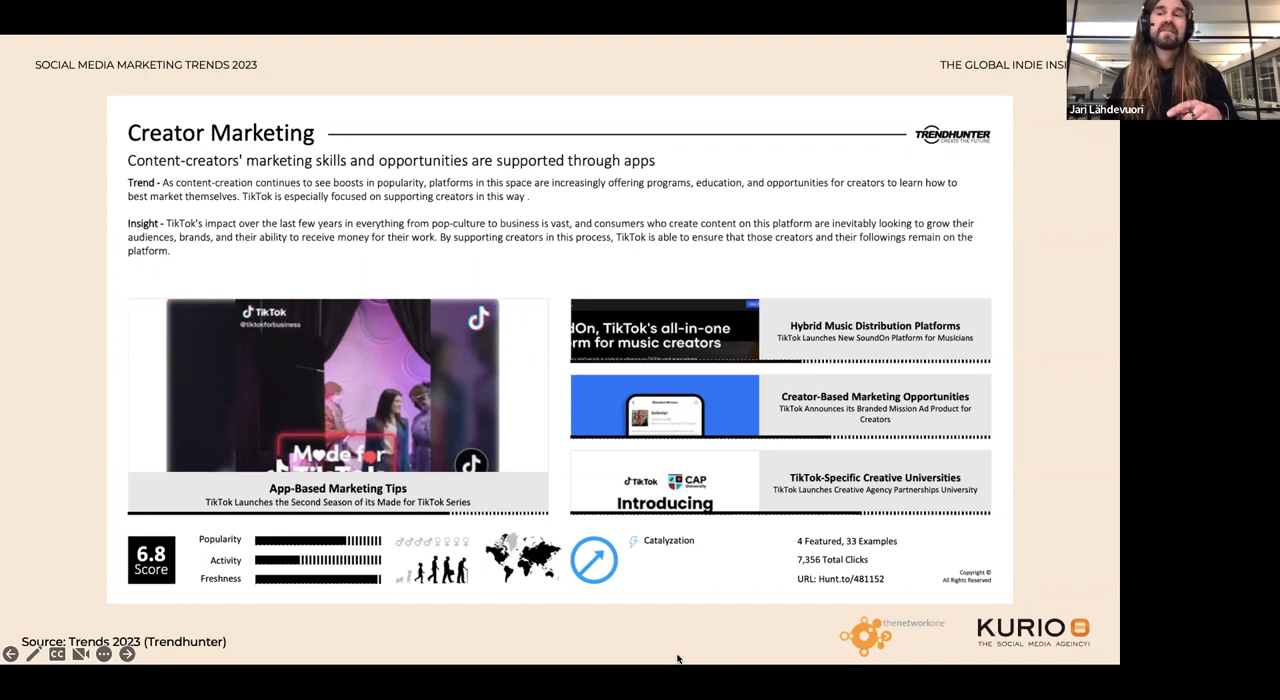 SOCIAL MEDIA MARKETING TRENDS 2023
THE GLOBAL INDIE INSI
Jari Lähdevuori
Creator Marketing
TRENDHUNTER
CREATE THE FUTURE
Content-creators' marketing skills and opportunities are supported through apps
Trend - As content-creation continues to see boosts in popularity, platforms in this space are increasingly offering programs, education, and opportunities for creators to learn how to
best market themselves. TikTok is especially focused on supporting creators in this way .
Insight - TikTok's impact over the last few years in everything from pop-culture to business is vast, and consumers who create content on this platform are inevitably looking to grow their
audiences, brands, and their ability to receive money for their work. By supporting creators in this process, TikTok is able to ensure that those creators and their followings remain on the
platform.
TikTok
@tiktokforbusiness
Made for
TikTok
App-Based Marketing Tips
TikTok Launches the Second Season of its Made for TikTok Series
dOn, TikTok's all-in-one
rm for music creators
Hybrid Music Distribution Platforms
TikTok Launches New SoundOn Platform for Musicians
Creator-Based Marketing Opportunities
TikTok Announces its Branded Mission Ad Product for
Creators
TikTok CAP
University
Introducing
TikTok-Specific Creative Universities
TikTok Launches Creative Agency Partnerships University
6.8
Score
Popularity
Activity
Freshness
Catalyzation
4 Featured, 33 Examples
7,356 Total Clicks
URL: Hunt.to/481152
Copyright ©
All Rights Reserved
Source: Trends 2023 (Trendhunter)
CC
thenetworkone
KURIO
THE SOCIAL MEDIA AGENCY!